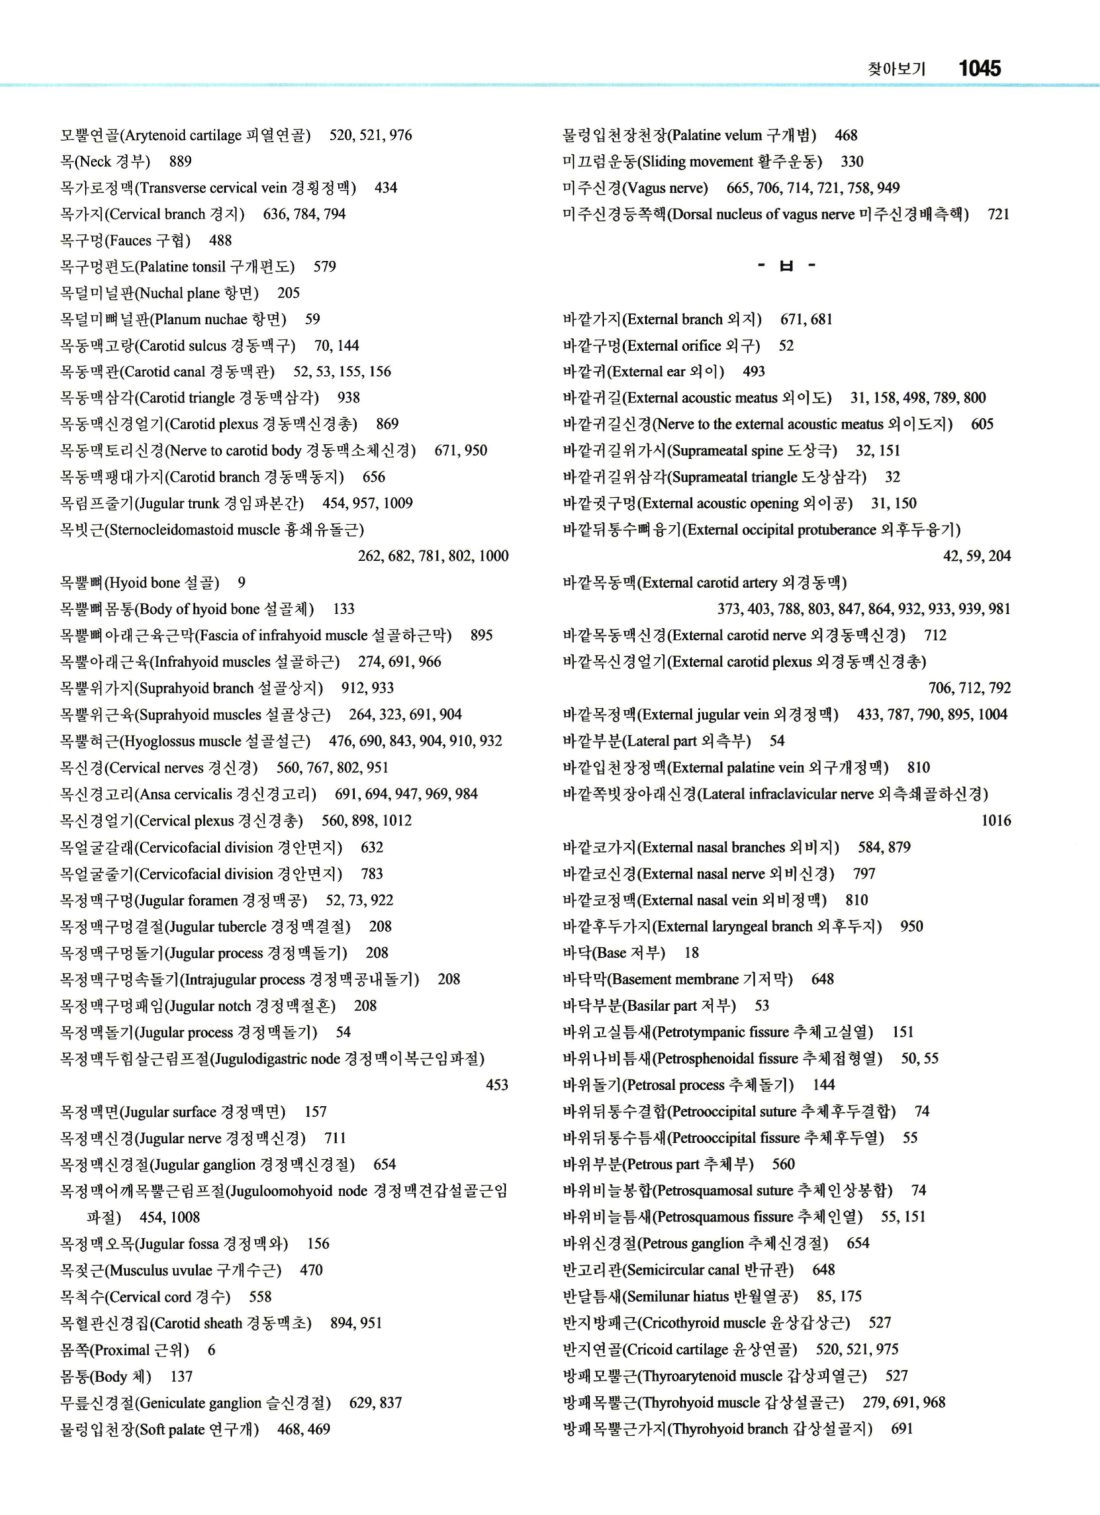 찾아보기 1045
모뿔연골(Arytenoid cartilage 피열연골) 520, 521, 976
목(Neck 경부) 889
목가로정맥(Transverse cervical vein 경횡정맥) 434
목가지(Cervical branch 경지) 636, 784, 794
목구멍(Fauces 구협) 488
목구멍편도(Palatine tonsil 구개편도) 579
목덜미널판(Nuchal plane 항면) 205
목덜미뼈널판(Planum nuchae 항면) 59
목동맥고랑(Carotid sulcus 경동맥구) 70, 144
목동맥관(Carotid canal 경동맥관) 52, 53, 155, 156
목동맥삼각(Carotid triangle 경동맥삼각) 938
목동맥신경얼기(Carotid plexus 경동맥신경총) 869
목동맥토리신경(Nerve to carotid body 경동맥소체신경) 671, 950
목동맥팽대가지(Carotid branch 경동맥동지) 656
목림프줄기(Jugular trunk 경임파본간) 454, 957, 1009
목빗근(Sternocleidomastoid muscle 흉쇄유돌근)
262, 682, 781, 802, 1000
목뿔뼈(Hyoid bone 설골) 9
목뿔뼈몸통(Body of hyoid bone 설골체) 133
목뿔뼈아래근육근막(Fascia of infrahyoid muscle 설골하근막) 895
목뿔아래근육(Infrahyoid muscles 설골하근) 274, 691, 966
목뿔위가지(Suprahyoid branch 설골상지) 912, 933
목뿔위근육(Suprahyoid muscles 설골상근) 264, 323, 691, 904
목뿔혀근(Hyoglossus muscle 설골설근) 476, 690, 843, 904, 910, 932
목신경(Cervical nerves 경신경) 560, 767, 802, 951
목신경고리(Ansa cervicalis 경신경고리) 691, 694, 947, 969, 984
목신경얼기(Cervical plexus 경신경총) 560, 898, 1012
목얼굴갈래(Cervicofacial division 경안면지) 632
목얼굴줄기(Cervicofacial division 경안면지) 783
목정맥구멍(Jugular foramen 경정맥공) 52, 73, 922
목정맥구멍결절(Jugular tubercle 경정맥결절) 208
목정맥구멍돌기(Jugular process 경정맥돌기) 208
목정맥구멍속돌기(Intrajugular process 경정맥공내돌기) 208
목정맥구멍패임(Jugular notch 경정맥절흔) 208
목정맥돌기(Jugular process 경정맥돌기) 54
목정맥두힘살근림프절(Jugulodigastric node 경정맥이복근임파절)
453
목정맥면(Jugular surface 경정맥면) 157
목정맥신경(Jugular nerve 경정맥신경) 711
목정맥신경절(Jugular ganglion 경정맥신경절) 654
목정맥어깨목뿔근림프절(Juguloomohyoid node 경정맥견갑설골근임
파절) 454, 1008
목정맥오목(Jugular fossa 경정맥와) 156
목젖근(Musculus uvulae 구개수근) 470
목척수(Cervical cord 경수) 558
목혈관신경집(Carotid sheath 경동맥초) 894, 951
몸쪽(Proximal 근위) 6
몸통(Body 체) 137
무릎신경절(Geniculate ganglion 슬신경절) 629, 837
물렁입천장(Soft palate 연구개) 468, 469
물렁입천장천장(Palatine velum 구개범) 468
미끄럼운동(Sliding movement 활주운동) 330
미주신경(Vagus nerve) 665, 706, 714, 721, 758, 949
미주신경등쪽핵(Dorsal nucleus of vagus nerve 미주신경배측핵) 721
- ㅂ -
바깥가지(External branch 외지) 671, 681
바깥구멍(External orifice 외구) 52
바깥귀(External ear 외이) 493
바깥귀길(External acoustic meatus 외이도) 31, 158, 498, 789, 800
바깥귀길신경(Nerve to the external acoustic meatus 외이도지) 605
바깥귀길위가시(Suprameatal spine 도상극) 32, 151
바깥귀길위삼각(Suprameatal triangle 도상삼각) 32
바깥귓구멍(External acoustic opening 외이공) 31, 150
바깥뒤통수뼈융기(External occipital protuberance 외후두융기)
42, 59, 204
바깥목동맥(External carotid artery 외경동맥)
373, 403, 788, 803, 847, 864, 932, 933, 939, 981
바깥목동맥신경(External carotid nerve 외경동맥신경) 712
바깥목신경얼기(External carotid plexus 외경동맥신경총)
706, 712, 792
바깥목정맥(External jugular vein 외경정맥) 433, 787, 790, 895, 1004
바깥부분(Lateral part 외측부) 54
바깥입천장정맥(External palatine vein 외구개정맥) 810
바깥쪽빗장아래신경(Lateral infraclavicular nerve 외측쇄골하신경)
1016
바깥코가지(External nasal branches 외비지) 584, 879
바깥코신경(External nasal nerve 외비신경) 797
바깥코정맥(External nasal vein 외비정맥) 810
바깥후두가지(External laryngeal branch 외후두지) 950
바닥(Base 저부) 18
바닥막(Basement membrane 기저막) 648
바닥부분(Basilar part 저부) 53
바위고실틈새(Petrotympanic fissure 추체고실열) 151
바위나비틈새(Petrosphenoidal fissure 추체접형열) 50, 55
바위돌기(Petrosal process 추체돌기) 144
바위뒤통수결합(Petrooccipital suture 추체후두결합) 74
바위뒤통수틈새(Petrooccipital fissure 추체후두열) 55
바위부분(Petrous part 추체부) 560
바위비늘봉합(Petrosquamosal suture 추체인상봉합) 74
바위비늘틈새(Petrosquamous fissure 추체인열) 55, 151
바위신경절(Petrous ganglion 추체신경절) 654
반고리관(Semicircular canal 반규관) 648
반달틈새(Semilunar hiatus 반월열공) 85, 175
반지방패근(Cricothyroid muscle 윤상갑상근) 527
반지연골(Cricoid cartilage 윤상연골) 520, 521, 975
방패모뿔근(Thyroarytenoid muscle 갑상피열근) 527
방패목뿔근(Thyrohyoid muscle 갑상설골근) 279, 691, 968
방패목뿔근가지(Thyrohyoid branch 갑상설골지) 691